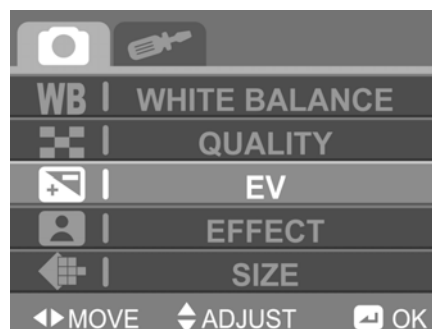 WB WHITE BALANCE
QUALITY
EV
EFFECT
SIZE
MOVE ADJUST OK